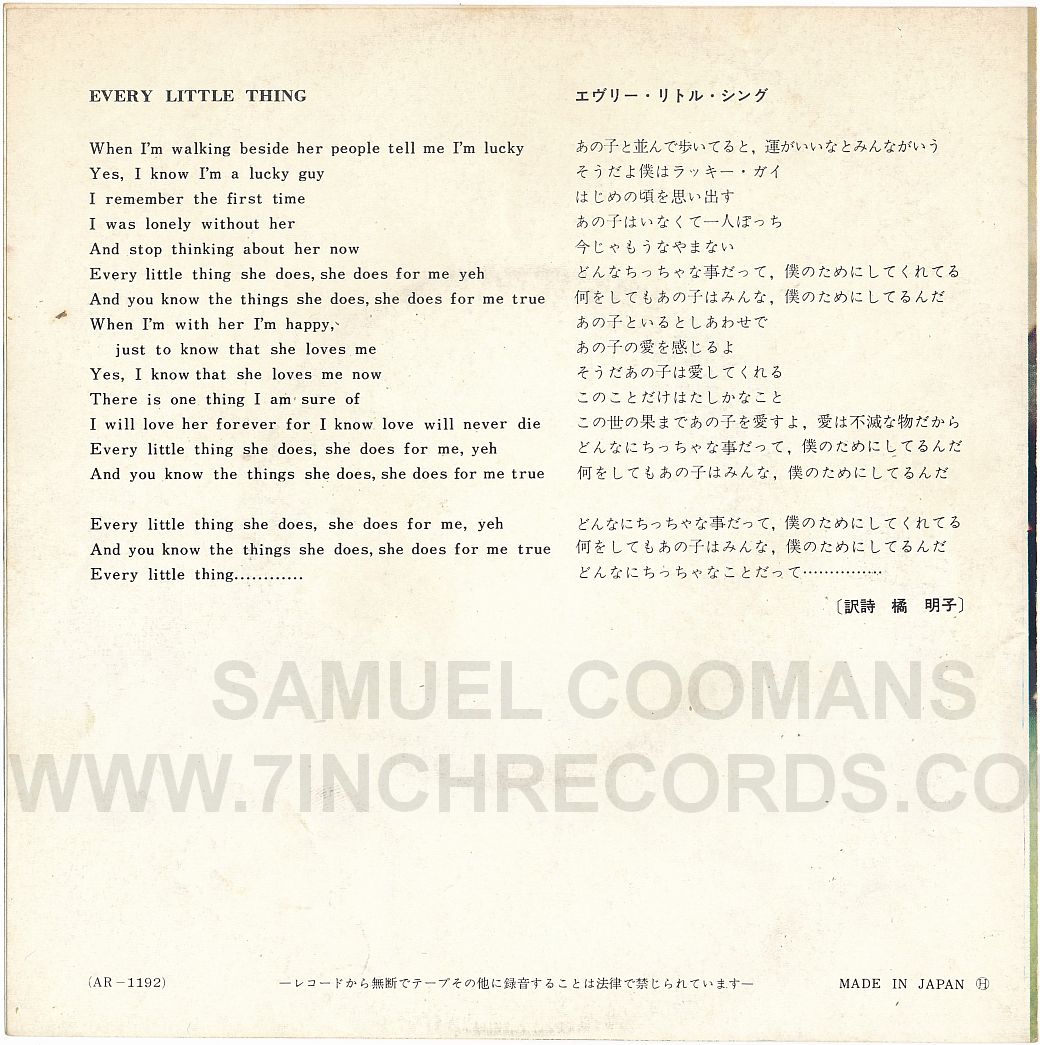 EVERY LITTLE THING
When I'm walking beside her people tell me I'm lucky
Yes, I know I'm a lucky guy
I remember the first time
I was lonely without her
And stop thinking about her now
Every little thing she does, she does for me yeh
And you know the things she does, she does for me true
When I'm with her I'm happy,
just to know that she loves me
Yes, I know that she loves me now
There is one thing I am sure of
I will love her forever for I know love will never die
Every little thing she does, she does for me, yeh
And you know the things she does, she does for me true
Every little thing she does, she does for me, yeh
And you know the things she does, she does for me true
Every little thing............
エヴリー・リトル・シング
あの子と並んで歩いてると，運がいいなとみんながいう
そうだよ僕はラッキー・ガイ
はじめの頃を思い出す
あの子はいなくて一人ぼっち
今じゃもうなやまない
どんなちっちゃな事だって，僕のためにしてくれてる
何をしてもあの子はみんな，僕のためにしてるんだ
あの子といるとしあわせで
あの子の愛を感じるよ
そうだあの子は愛してくれる
このことだけはたしかなこと
この世の果まであの子を愛すよ，愛は不滅な物だから
どんなにちっちゃな事だって，僕のためにしてるんだ
何をしてもあの子はみんな，僕のためにしてるんだ
どんなにちっちゃな事だって，僕のためにしてくれてる
何をしてもあの子はみんな，僕のためにしてるんだ
どんなにちっちゃなことだって……………
〔訳詩　橘　明子〕
SAMUEL COOMANS
WWW.7INCHRECORDS.CO
(AR－1192)
―レコードから無断でテープその他に録音することは法律で禁じられています―
MADE IN JAPAN Ⓗ